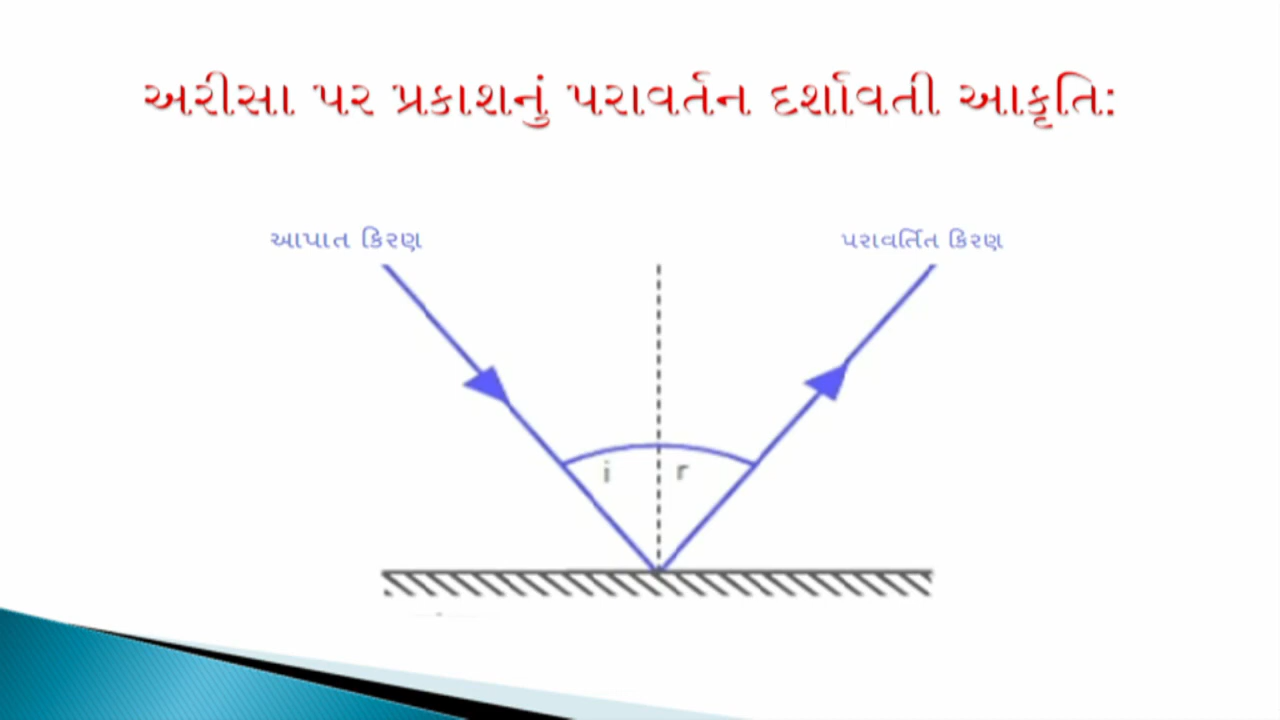 અરીસા પર પ્રકાશનું પરાવર્તન દર્શાવતી આકૃતિ:
આપાત કિરણ
પરાવર્તિત કિરણ
i
r